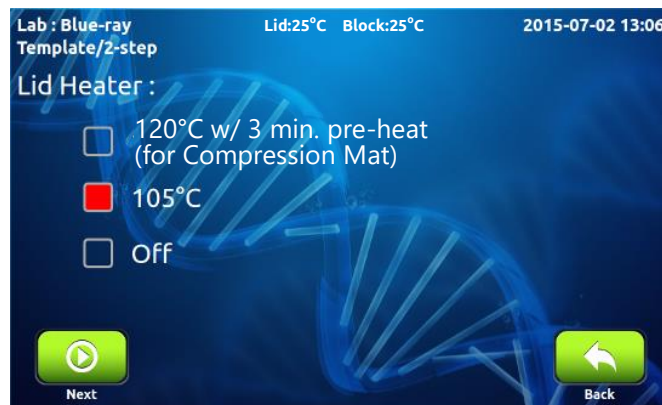 Lab : Blue-ray
Lid:25°C Block:25°C
2015-07-02 13:06
Template/2-step
Lid Heater :
120°C w/ 3 min. pre-heat
(for Compression Mat)
105°C
Off
Next
Back